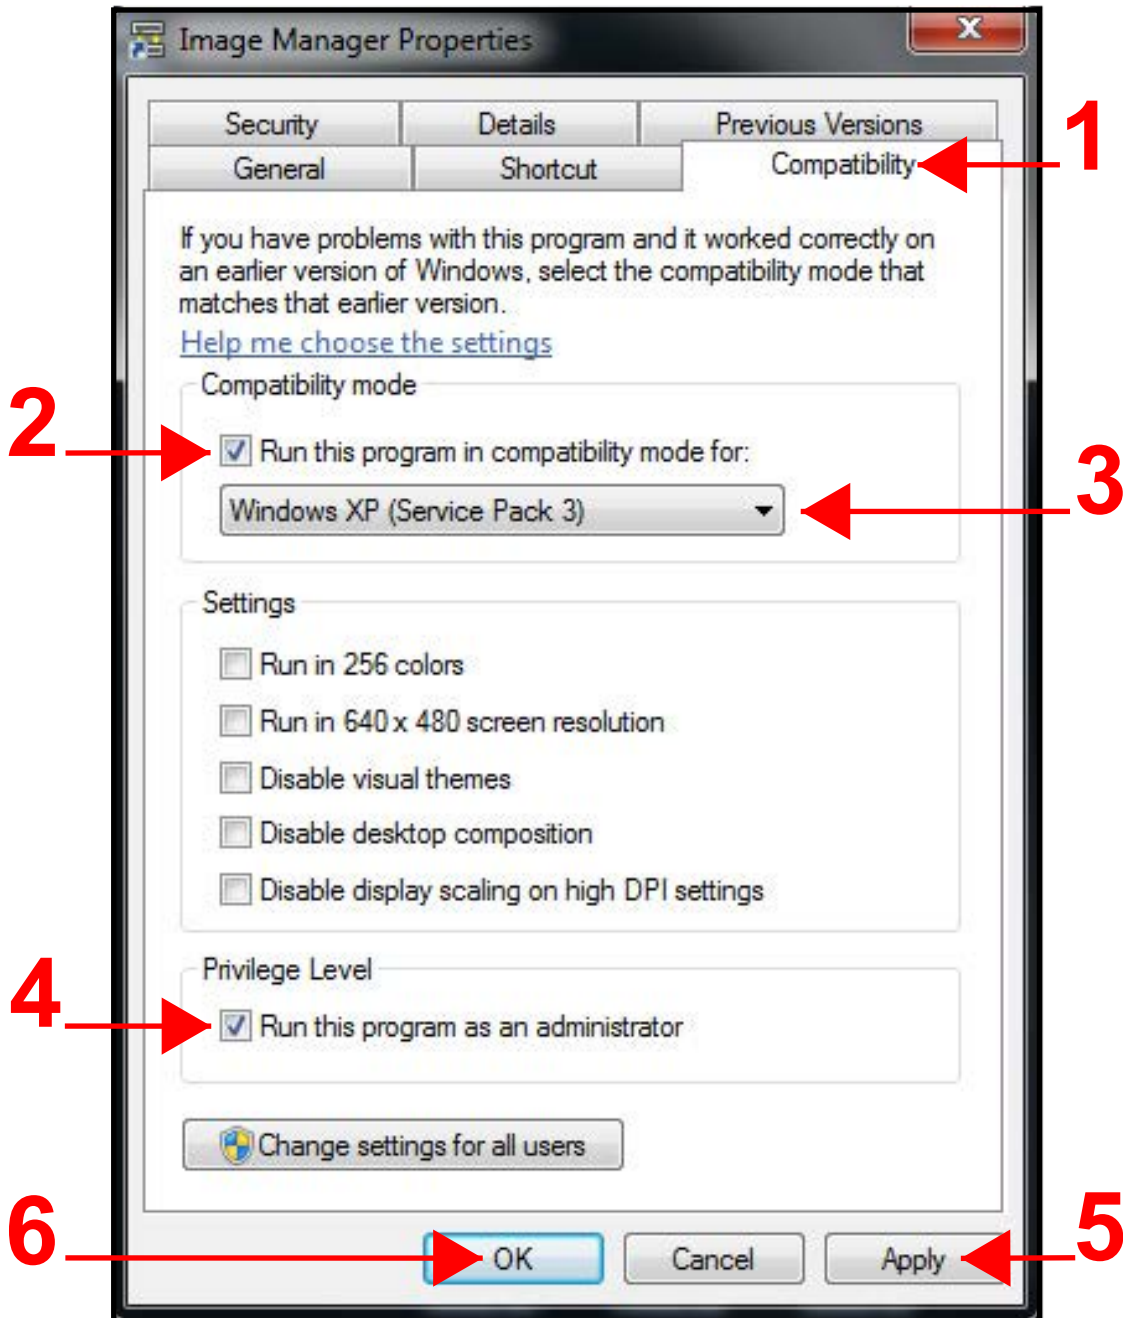 Image Manager Properties
x
Security Details Previous Versions
1
General Shortcut Compatibility
If you have problems with this program and it worked correctly on
an earlier version of Windows, select the compatibility mode that
matches that earlier version.
Help me choose the settings
Compatibility mode
2
Run this program in compatibility mode for:
3
Windows XP (Service Pack 3)
Settings
Run in 256 colors
Run in 640 x 480 screen resolution
Disable visual themes
Disable desktop composition
Disable display scaling on high DPI settings
Privilege Level
4
Run this program as an administrator
Change settings for all users
6
OK Cancel Apply
5